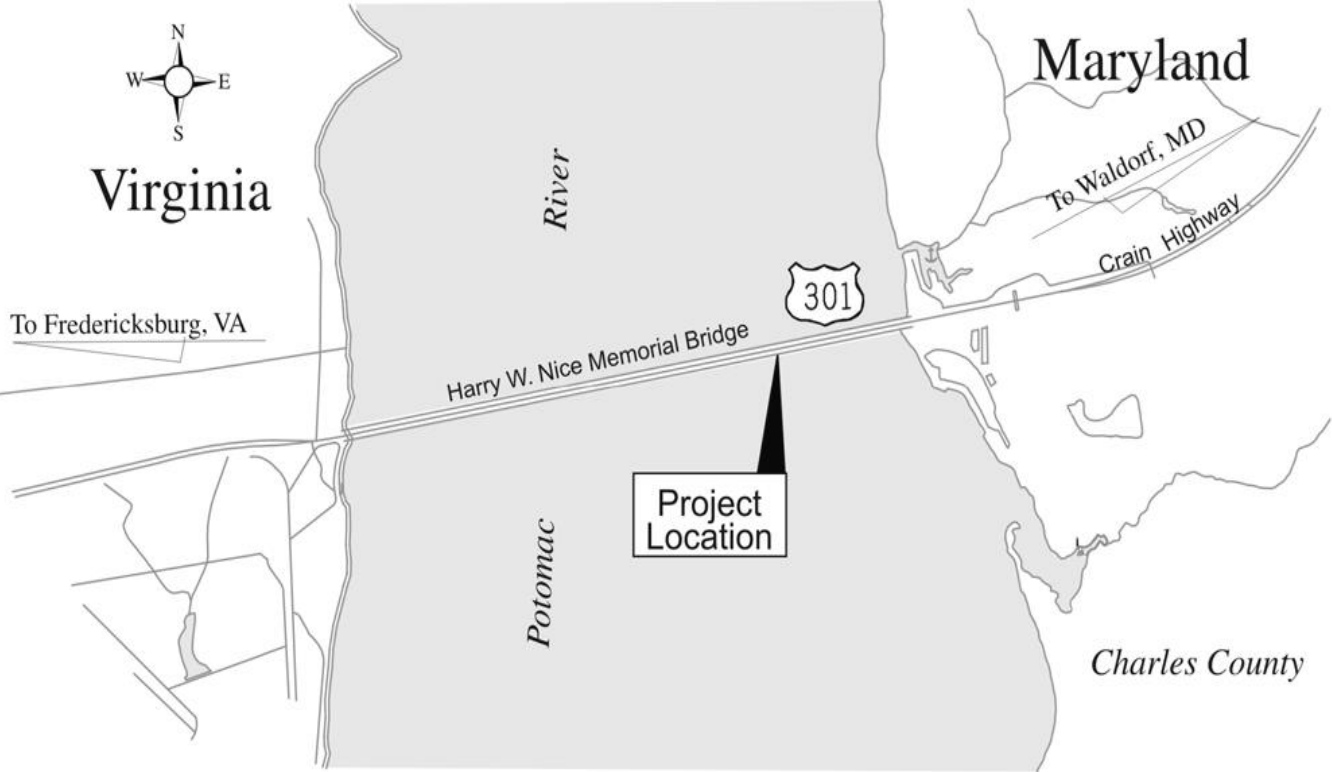 N
W E
S
Virginia
Maryland
River
To Waldorf, MD
Crain Highway
301
To Fredericksburg, VA
Harry W. Nice Memorial Bridge
Project
Location
Potomac
Charles County